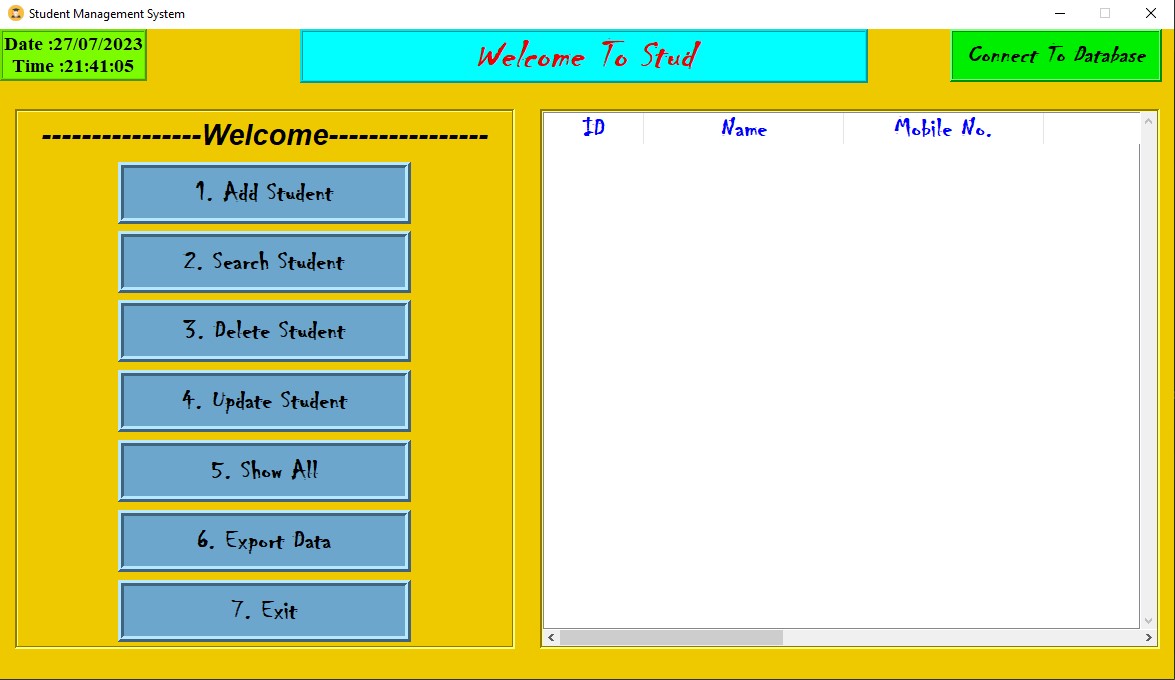 Student Management System
Date :27/07/2023
Time :21:41:05
Welcome To Stud
Connect To Database
----------------Welcome----------------
1. Add Student
2. Search Student
3. Delete Student
4. Update Student
5. Show All
6. Export Data
7. Exit
ID Name Mobile No.